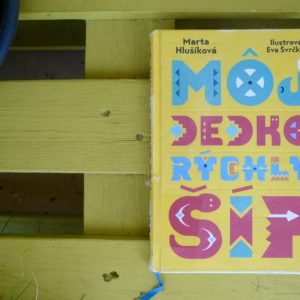 Marta
Hlušíková
Ilustrova
Eva Švrčk
MÔJ
DEDKO
RÝCHLY
ŠÍP